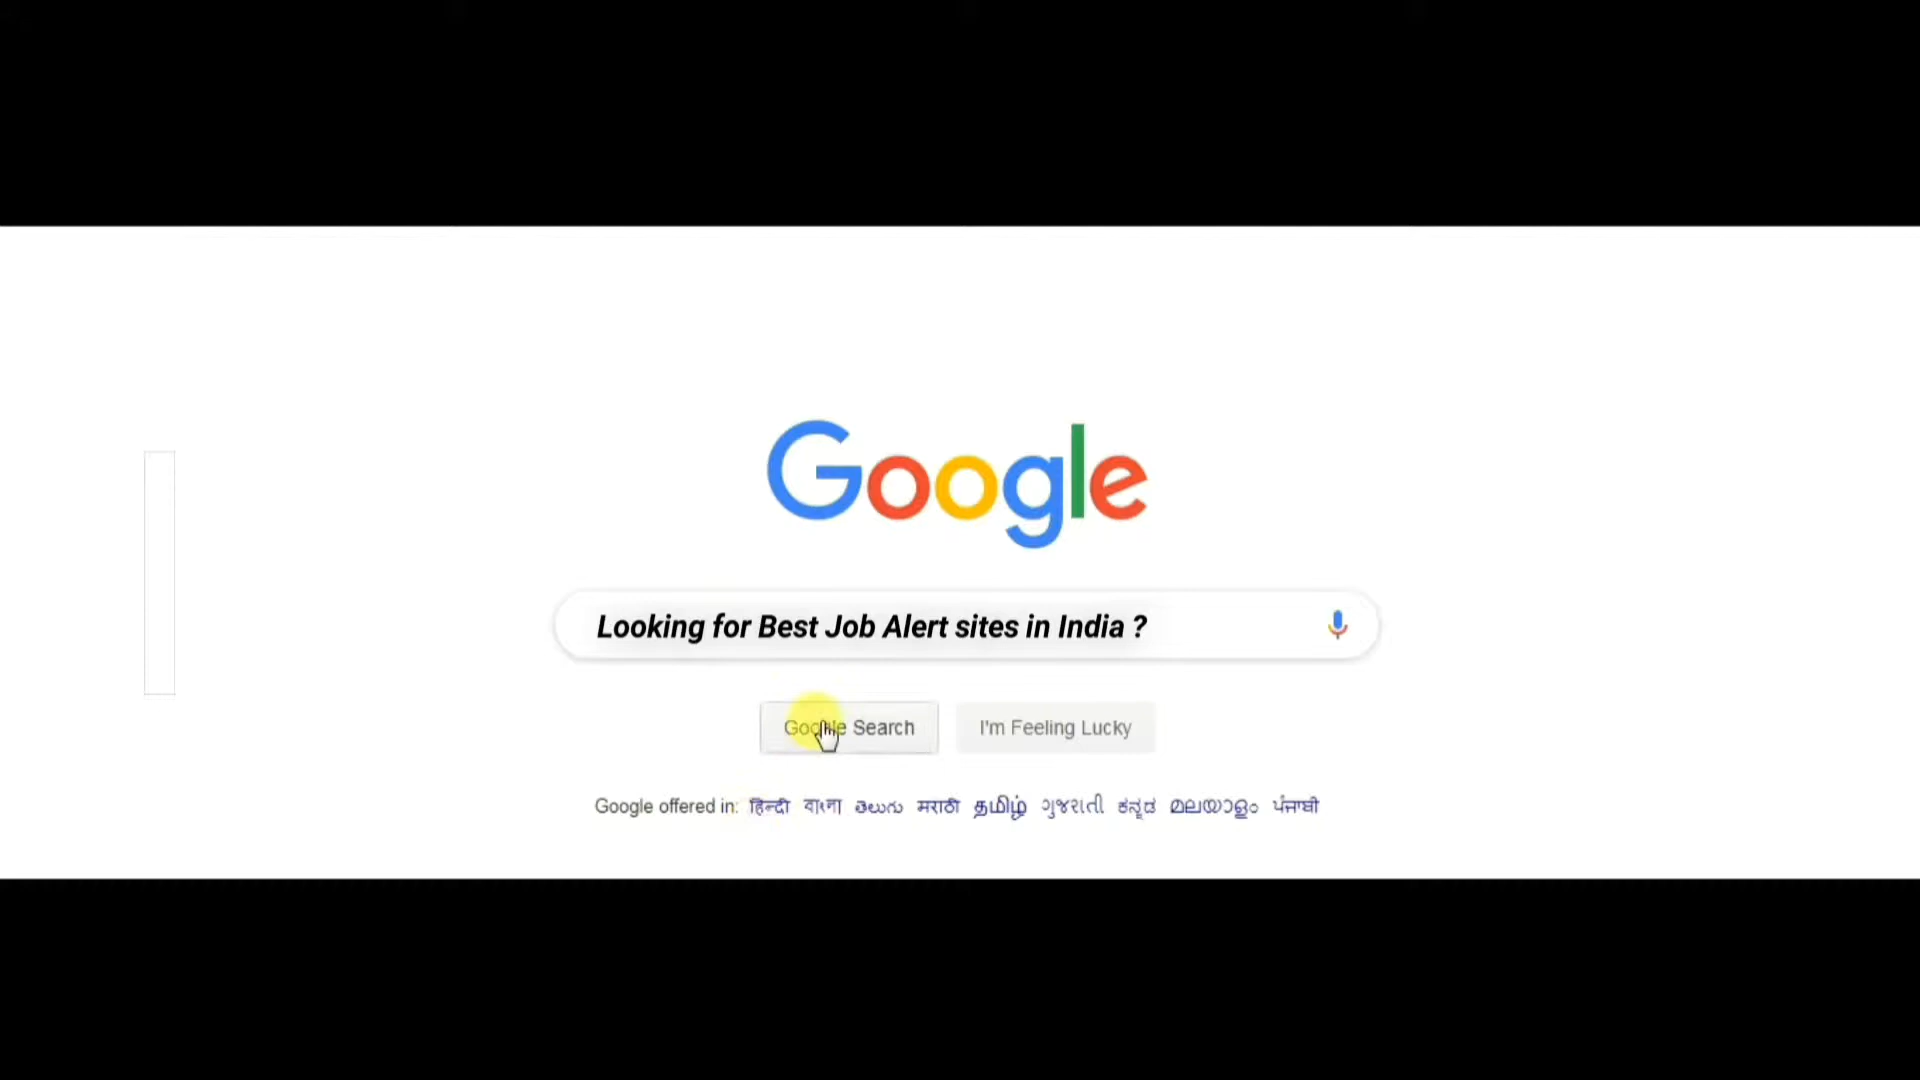 Google
Looking for Best Job Alert sites in India ?
Google Search I'm Feeling Lucky
Google offered in: हिन्दी বাংলা తెలుగు मराठी தமிழ் ગુજરાતી ಕನ್ನಡ മലയാളം ਪੰਜਾਬੀ